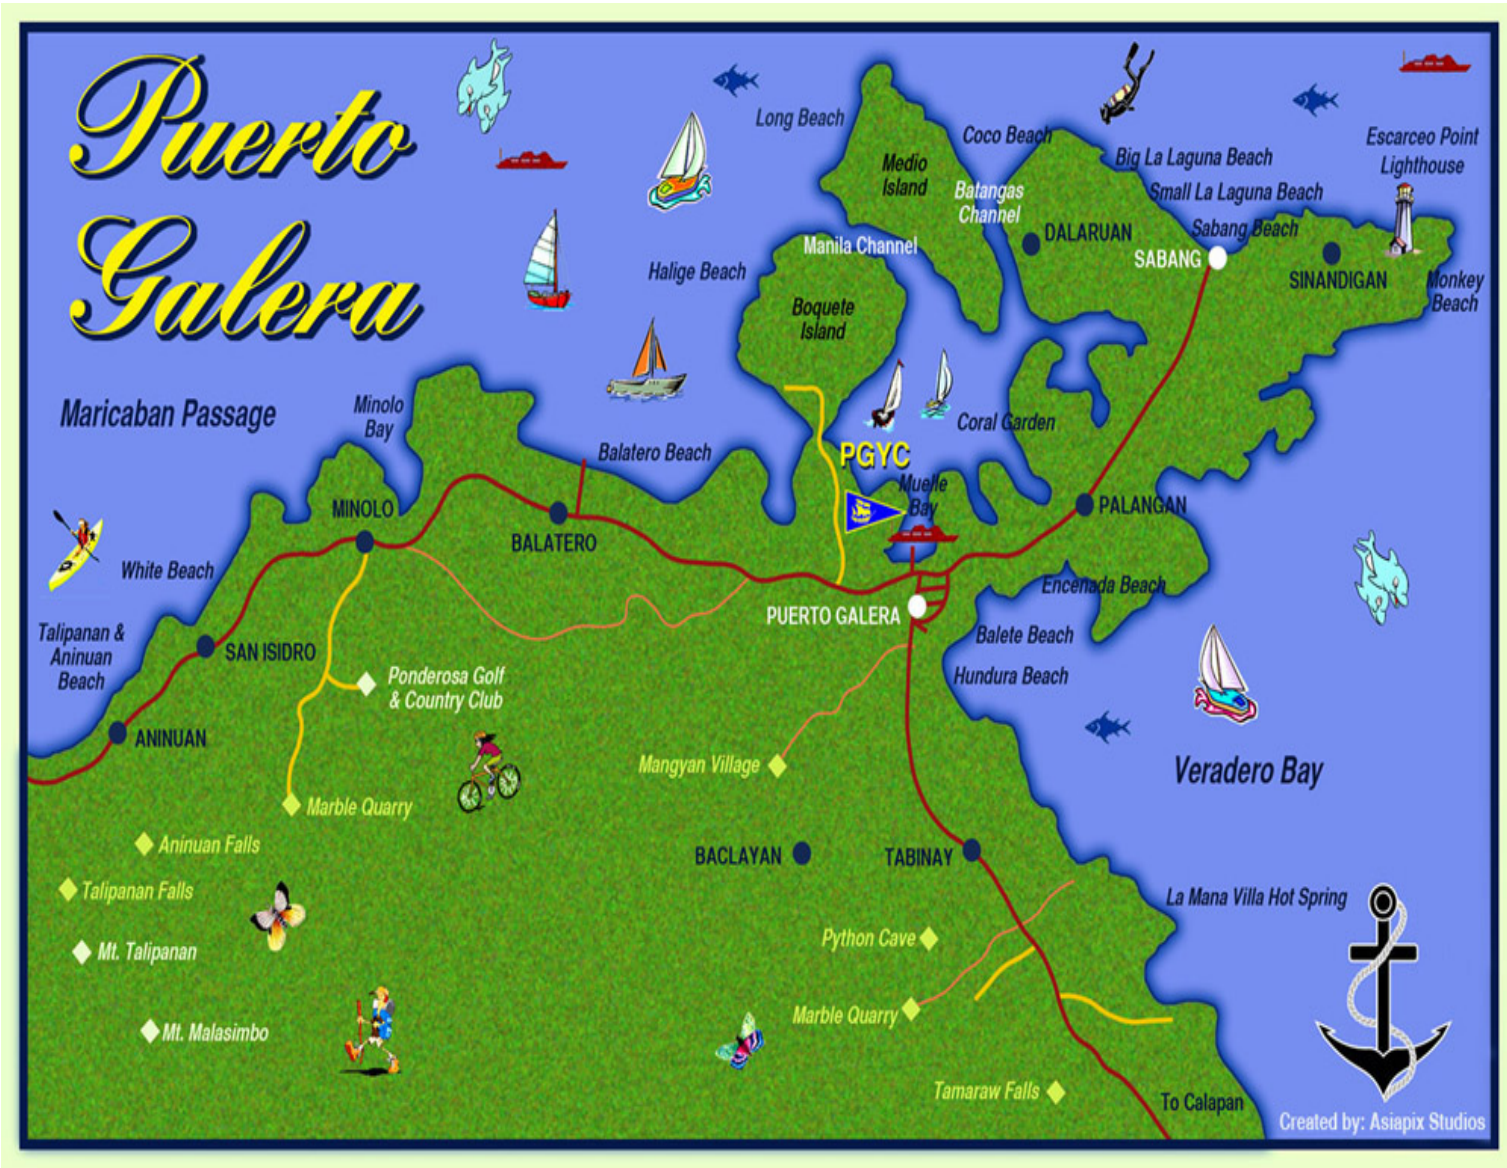 Puerto
Galera
Long Beach
Medio
Island
Coco Beach
Batangas
Channel
Big La Laguna Beach
Small La Laguna Beach
Sabang Beach
Escarceo Point
Lighthouse
DALARUAN
SABANG
SINANDIGAN
Monkey
Beach
Manila Channel
Halige Beach
Boquete
Island
Maricaban Passage
Minolo
Bay
Balatero Beach
Coral Garden
PGYC
Muelle
Bay
MINOLO
BALATERO
PALANGAN
White Beach
Encenada Beach
PUERTO GALERA
Balete Beach
Hundura Beach
Talipanan &
Aninuan
Beach
SAN ISIDRO
Ponderosa Golf
& Country Club
ANINUAN
Mangyan Village
Veradero Bay
Marble Quarry
Aninuan Falls
BACLAYAN
TABINAY
Talipanan Falls
La Mana Villa Hot Spring
Mt. Talipanan
Python Cave
Marble Quarry
Mt. Malasimbo
Tamaraw Falls
To Calapan
Created by: Asiapix Studios